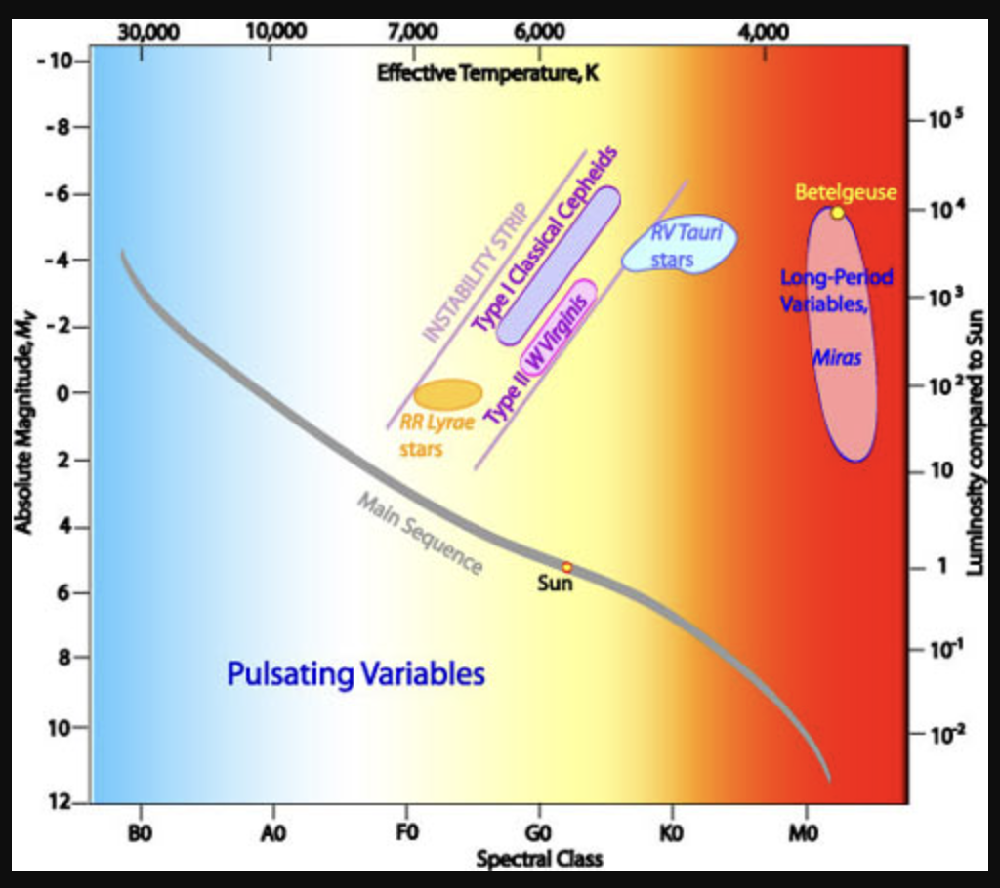 30,000 10,000 7,000 6,000 4,000
Effective Temperature, K
-10
-8
-6
-4
-2
0
2
4
6
8
10
12
Absolute Magnitude, Mv
INSTABILITY STRIP
Type I Classical Cepheids
Type II W Virginis
RR Lyrae
stars
RV Tauri
stars
Betelgeuse
Long-Period
Variables,
Miras
Main Sequence
Sun
Pulsating Variables
10⁵
10⁴
10³
10²
10
1
10⁻¹
10⁻²
Luminosity compared to Sun
B0 A0 F0 G0 K0 M0
Spectral Class